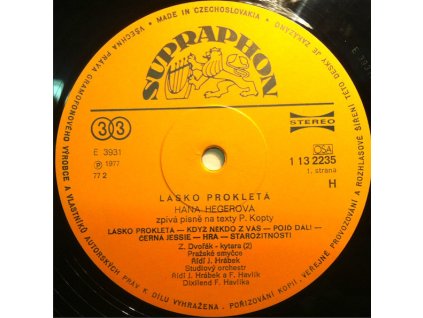 MADE IN CZECHOSLOVAKIA
SUPRAPHON
33
E 3931
℗ 1977
77 2
STEREO
OSA
1 13 2235
1. strana
H
LÁSKO PROKLETÁ
HANA HEGEROVÁ
zpívá písně na texty P. Kopty
LÁSKO PROKLETÁ — KDYŽ NĚKDO Z VÁS — POJĎ DÁL! —
ČERNÁ JESSIE — HRA — STAROŽITNOSTI
Z. Dvořák - kytara (2)
Pražské smyčce
Řídí J. Hrábek
Studiový orchestr
Řídí J. Hrábek a F. Havlík
Dixilend F. Havlíka
VŠECHNA PRÁVA GRAMOFONOVÉHO VÝROBCE A VLASTNÍKŮ AUTORSKÝCH PRÁV K DÍLU VYHRAŽENA. POŘIZOVÁNÍ KOPIÍ, VEŘEJNÉ PROVOZOVÁNÍ A ROZHLASOVÉ ŠÍŘENÍ TÉTO DESKY JE ZAKÁZÁNO